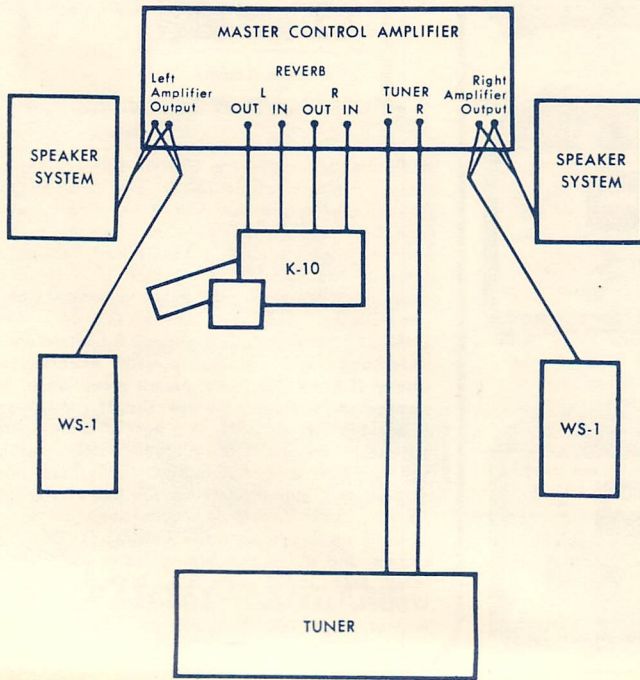 MASTER CONTROL AMPLIFIER
REVERB
Left
Amplifier
Output
L R
OUT IN OUT IN
TUNER
L R
Right
Amplifier
Output
SPEAKER
SYSTEM
SPEAKER
SYSTEM
K-10
WS-1
WS-1
TUNER